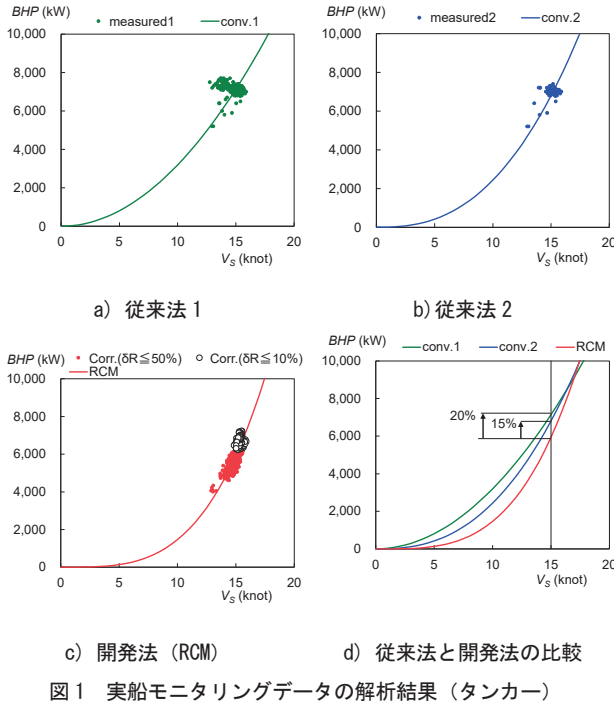 BHP (kW)
measured1 conv.1
10,000
8,000
6,000
4,000
2,000
0
0 5 10 15 20
VS (knot)
a) 従来法 1
BHP (kW)
measured2 conv.2
10,000
8,000
6,000
4,000
2,000
0
0 5 10 15 20
VS (knot)
b) 従来法 2
BHP (kW) Corr.(δR≦50%) Corr.(δR≦10%)
RCM
10,000
8,000
6,000
4,000
2,000
0
0 5 10 15 20
VS (knot)
c) 開発法 (RCM)
conv.1 conv.2 RCM
BHP (kW)
10,000
8,000
20%
15%
6,000
4,000
2,000
0
0 5 10 15 20
VS (knot)
d) 従来法と開発法の比較
図1 実船モニタリングデータの解析結果（タンカー）